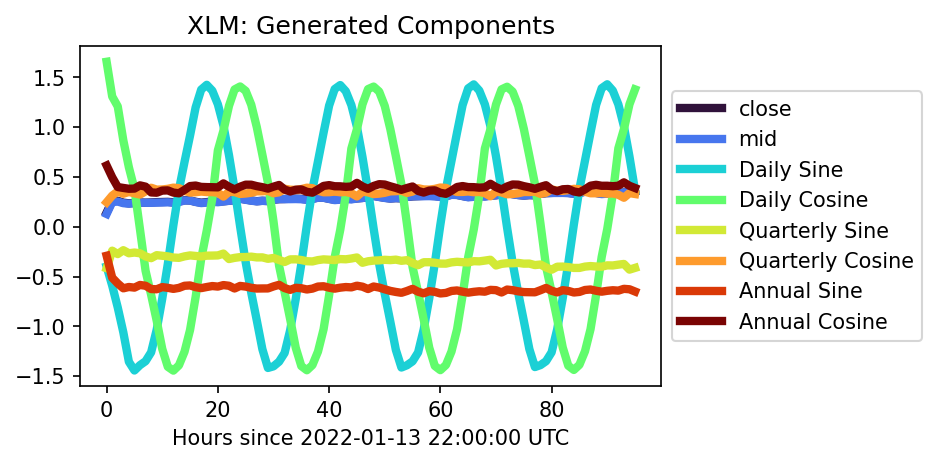 XLM: Generated Components
1.5
1.0
0.5
0.0
−0.5
−1.0
−1.5
0
20
40
60
80
Hours since 2022-01-13 22:00:00 UTC
close
mid
Daily Sine
Daily Cosine
Quarterly Sine
Quarterly Cosine
Annual Sine
Annual Cosine